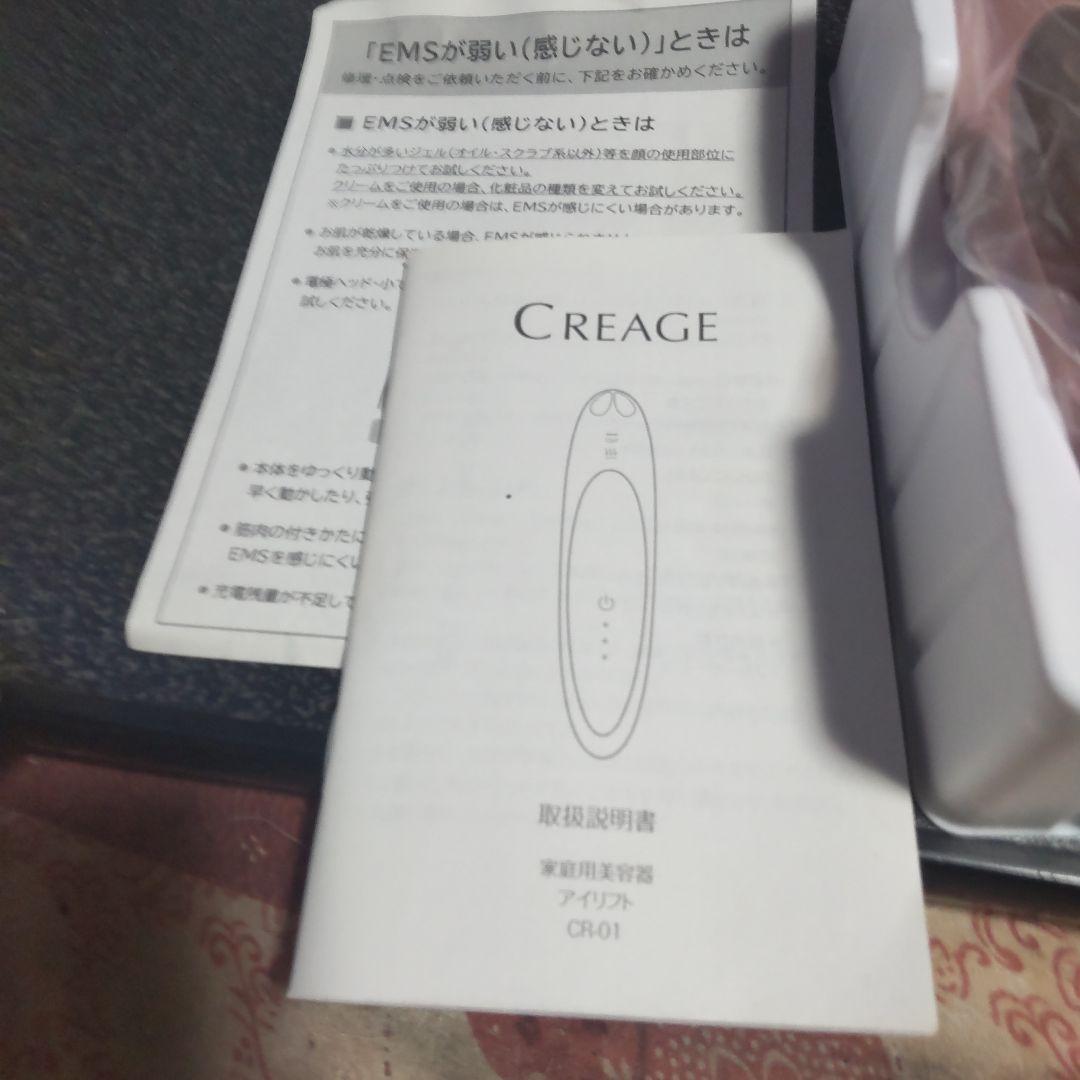 「EMSが弱い(感じない)」ときは
修理・点検をご依頼いただく前に、下記をお確かめください。
■ EMSが弱い(感じない)ときは
● 水分が多いジェル(オイル・スクラブ系以外)等を顔の使用部位に
たっぷりつけてお試しください。
クリームをご使用の場合、化粧品の種類を変えてお試しください。
※クリームをご使用の場合は、EMSが感じにくい場合があります。
● お肌が乾燥している場合、EMSが感じられ
お肌を充分に保
● 電極ヘッド・小
試しください。
● 本体をゆっくり動
早く動かしたり、
● 筋肉の付きかたに
EMSを感じにくい
● 充電残量が不足して
CREAGE
取扱説明書
家庭用美容器
アイリフト
CR-01